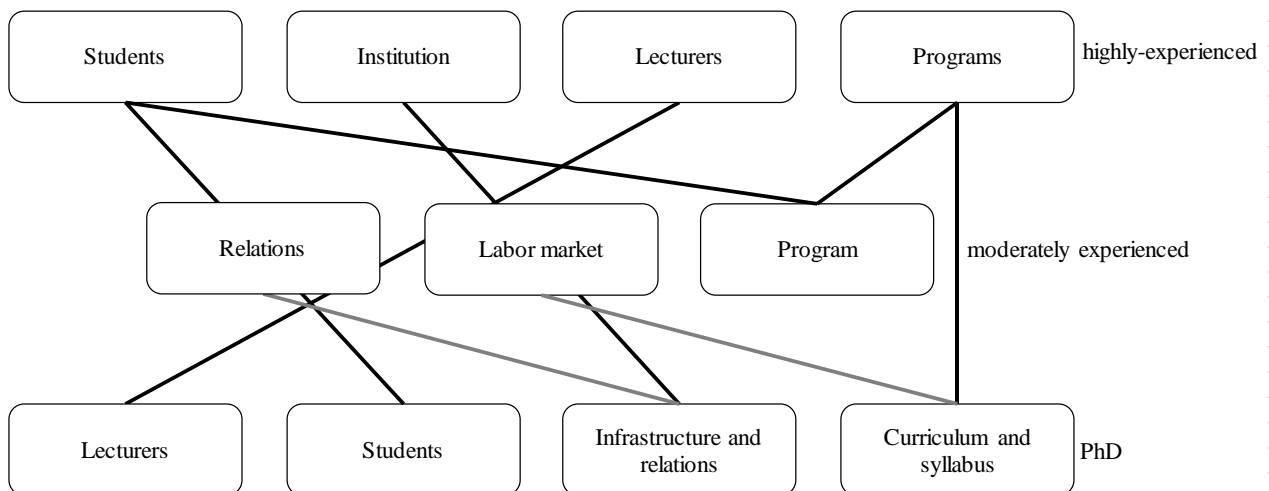 Students
Institution
Lecturers
Programs
highly-experienced
Relations
Labor market
Program
moderately experienced
Lecturers
Students
Infrastructure and
relations
Curriculum and
syllabus
PhD